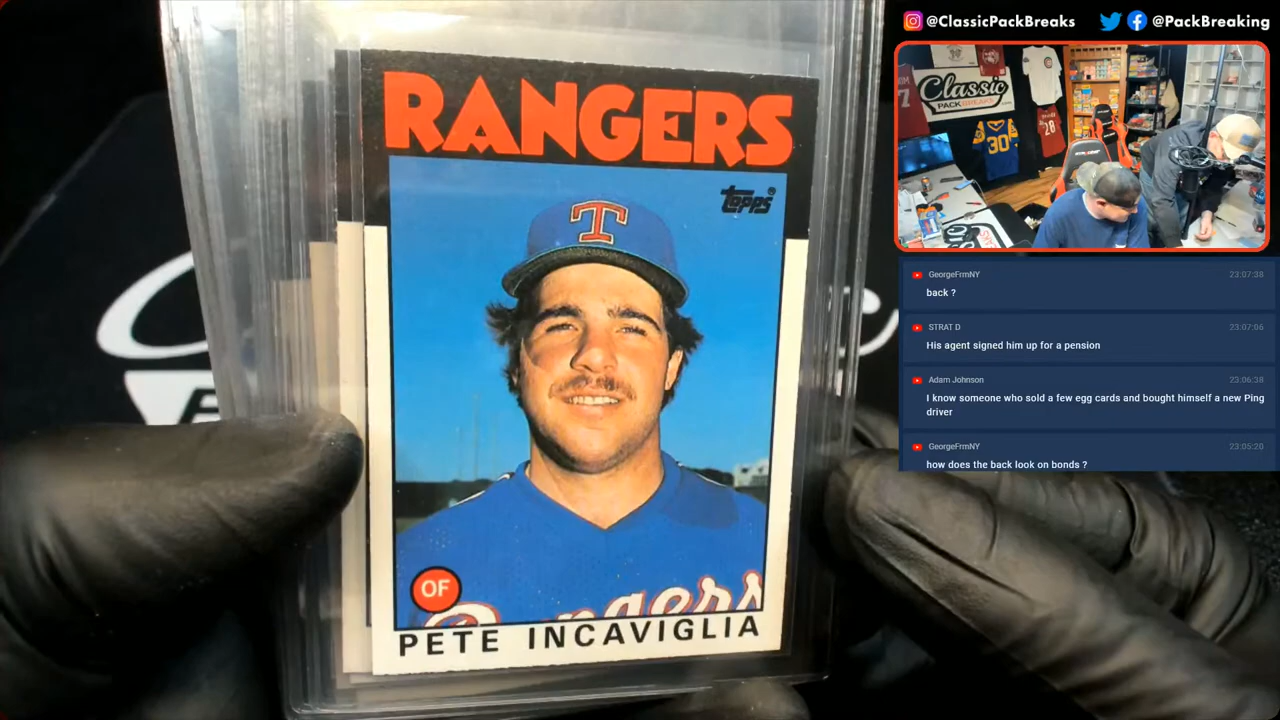 @ClassicPackBreaks @PackBreaking
RANGERS
Topps
T
OF
Rangers
PETE INCAVIGLIA
Classic
PACK BREAKS
30
28
GeorgeFrmNY 23:07:38
back ?
STRAT D 23:07:06
His agent signed him up for a pension
Adam Johnson 23:06:38
I know someone who sold a few egg cards and bought himself a new Ping
driver
GeorgeFrmNY 23:05:20
how does the back look on bonds ?